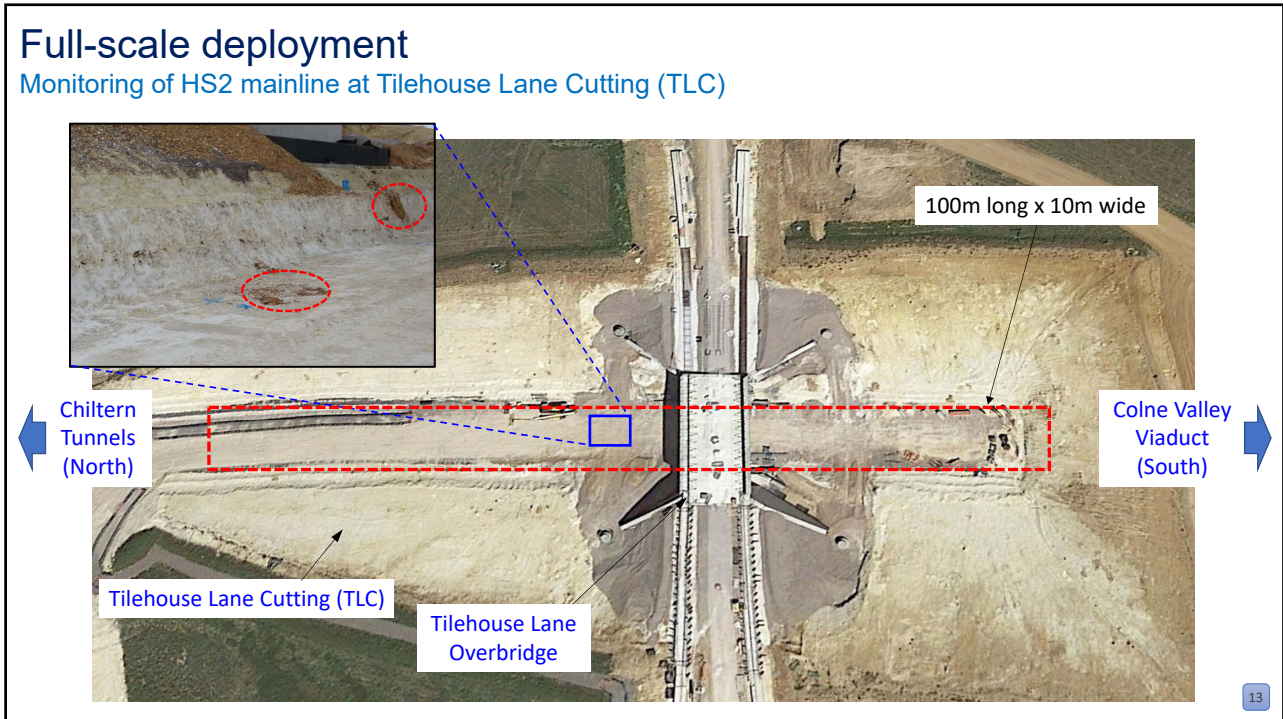 Full-scale deployment
Monitoring of HS2 mainline at Tilehouse Lane Cutting (TLC)
100m long x 10m wide
Chiltern
Tunnels
(North)
Colne Valley
Viaduct
(South)
Tilehouse Lane Cutting (TLC)
Tilehouse Lane
Overbridge
13